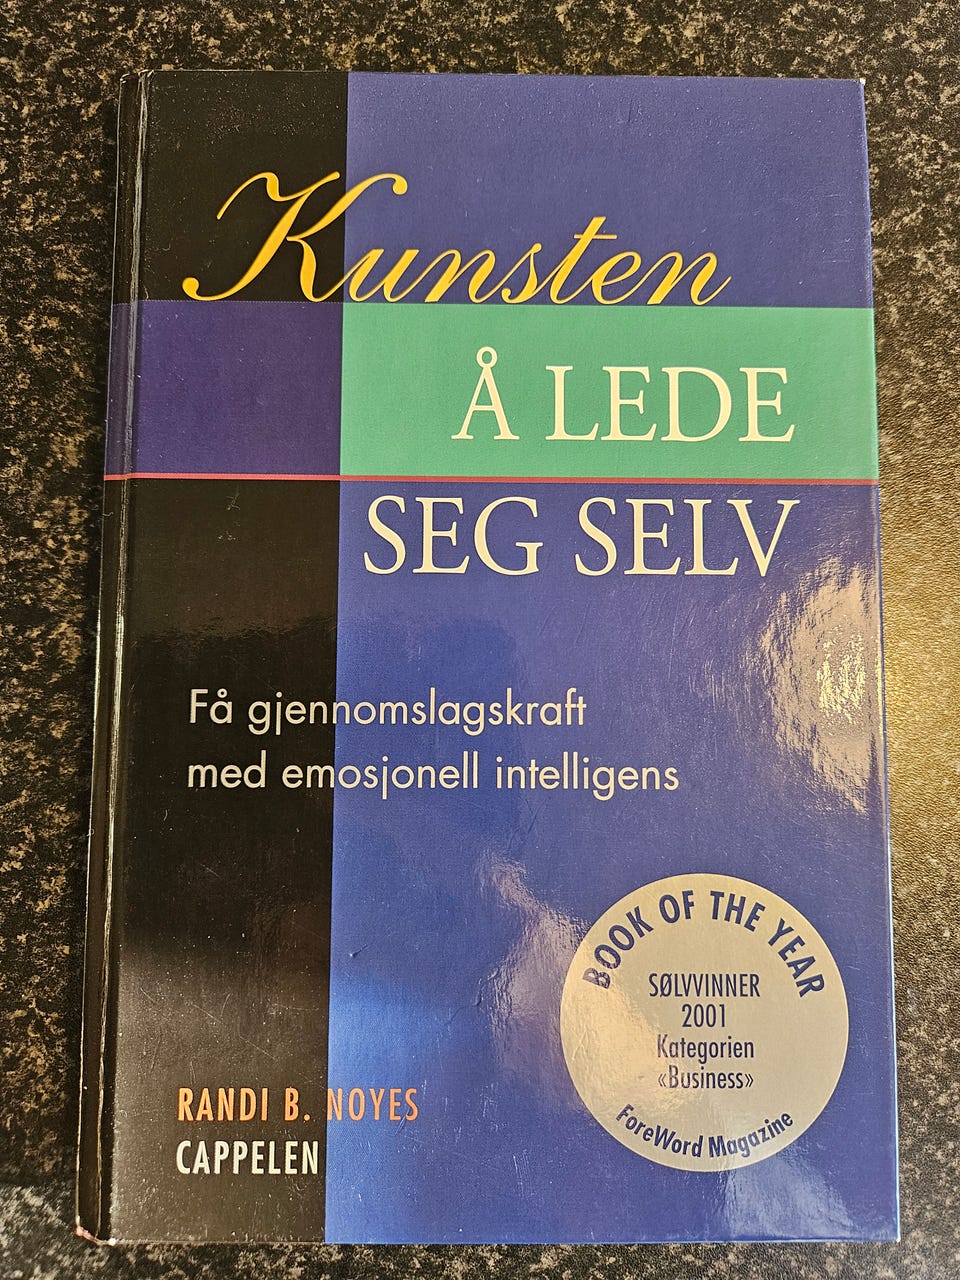 Kunsten
Å LEDE
SEG SELV
Få gjennomslagskraft
med emosjonell intelligens
BOOK OF THE YEAR
SØLVVINNER
2001
Kategorien
«Business»
ForeWord Magazine
RANDI B. NOYES
CAPPELEN